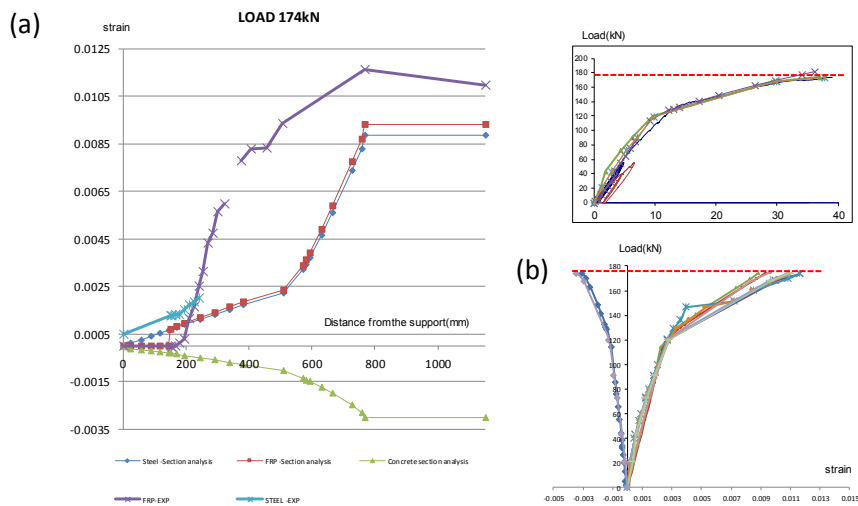 (a)
LOAD 174kN
strain
0.0125
0.0105
0.0085
0.0065
0.0045
0.0025
0.0005
-0.0015
-0.0035
0 200 400 600 800 1000
Distance fromthe support(mm)
Steel -Section analysis FRP -Section analysis Concrete section analysis
FRP-EXP STEEL -EXP
Load(kN)
200
180
160
140
120
100
80
60
40
20
0
0 10 20 30 40
(b)
Load(kN)
180
160
140
120
100
80
60
40
20
0
strain
-0.005 -0.003 -0.001 0.001 0.003 0.005 0.007 0.009 0.011 0.013 0.015